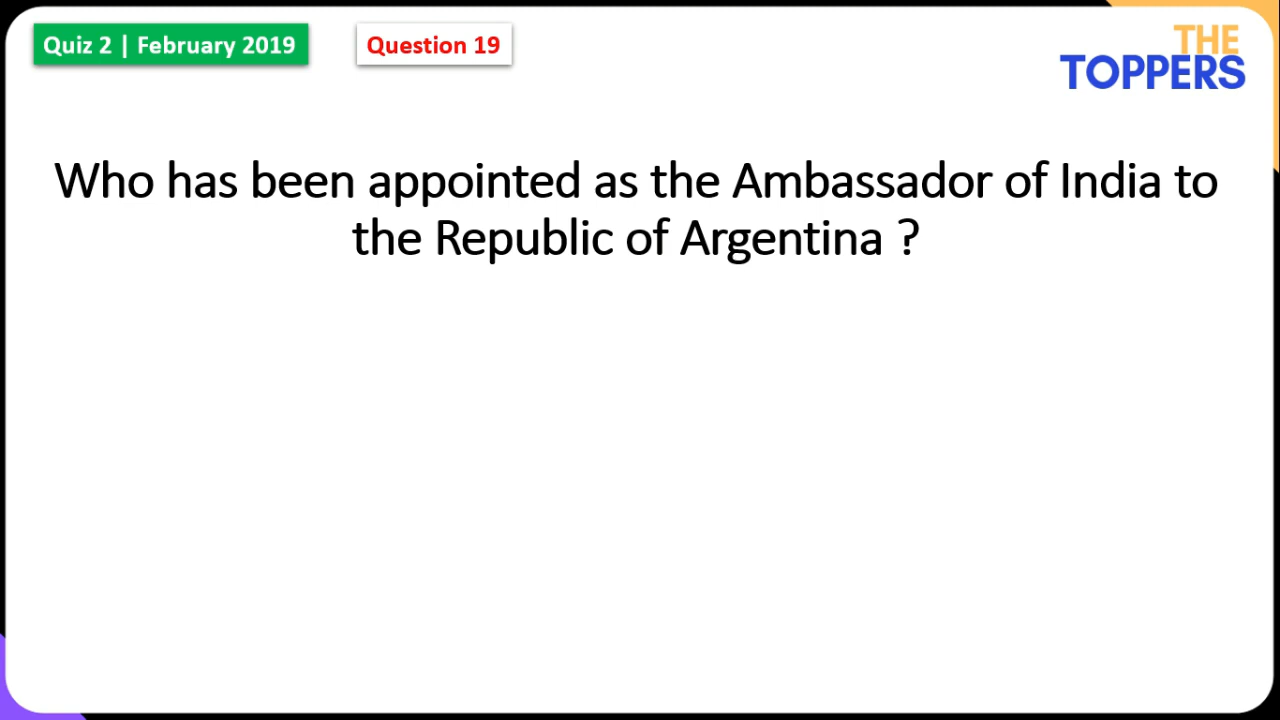 Quiz 2 | February 2019
Question 19
THE
TOPPERS
Who has been appointed as the Ambassador of India to
the Republic of Argentina ?